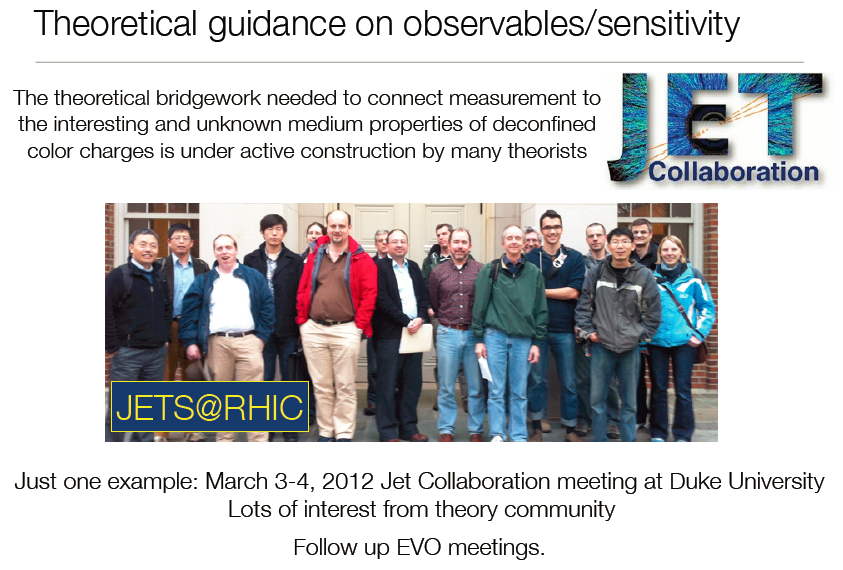 Theoretical guidance on observables/sensitivity
The theoretical bridgework needed to connect measurement to
the interesting and unknown medium properties of deconfined
color charges is under active construction by many theorists
JET
Collaboration
JETS@RHIC
Just one example: March 3-4, 2012 Jet Collaboration meeting at Duke University
Lots of interest from theory community
Follow up EVO meetings.